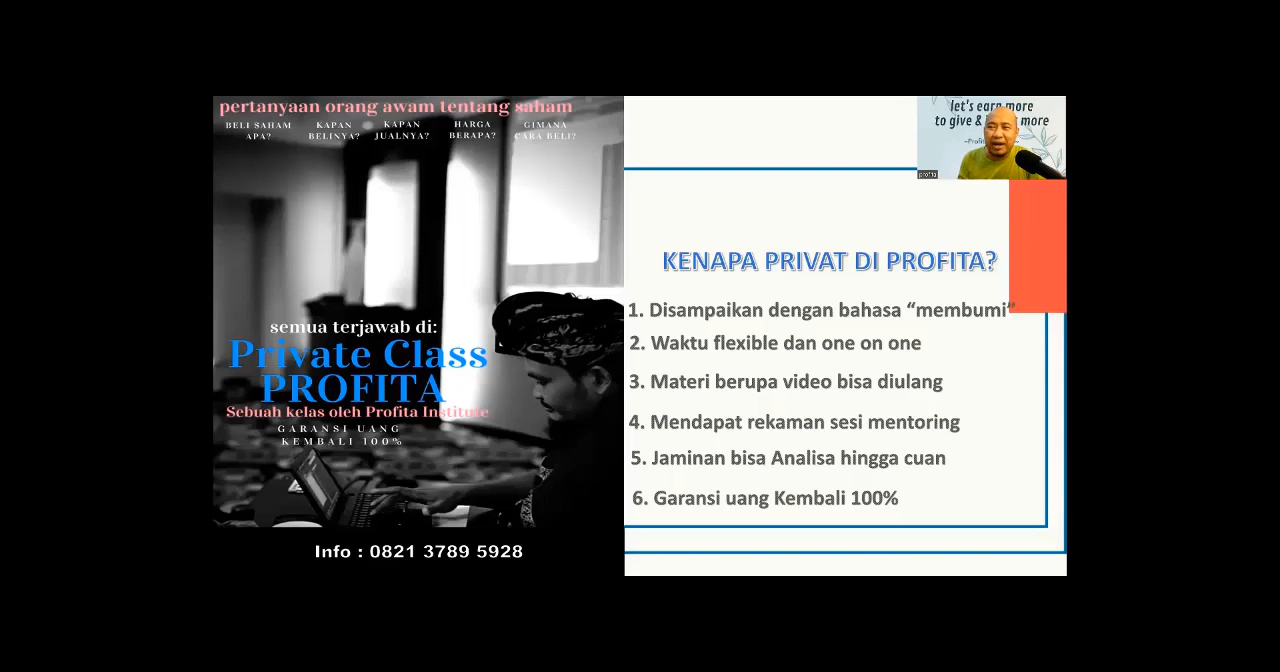 pertanyaan orang awam tentang saham
BELI SAHAM APA?
KAPAN BELINYA?
KAPAN JUALNYA?
HARGA BERAPA?
GIMANA CARA BELI?
semua terjawab di:
Private Class
PROFITA
Sebuah kelas oleh Profita Institute
GARANSI UANG
KEMBALI 100%
Info : 0821 3789 5928
let's earn more
to give & more
profita
KENAPA PRIVAT DI PROFITA?
1. Disampaikan dengan bahasa “membumi”
2. Waktu flexible dan one on one
3. Materi berupa video bisa diulang
4. Mendapat rekaman sesi mentoring
5. Jaminan bisa Analisa hingga cuan
6. Garansi uang Kembali 100%